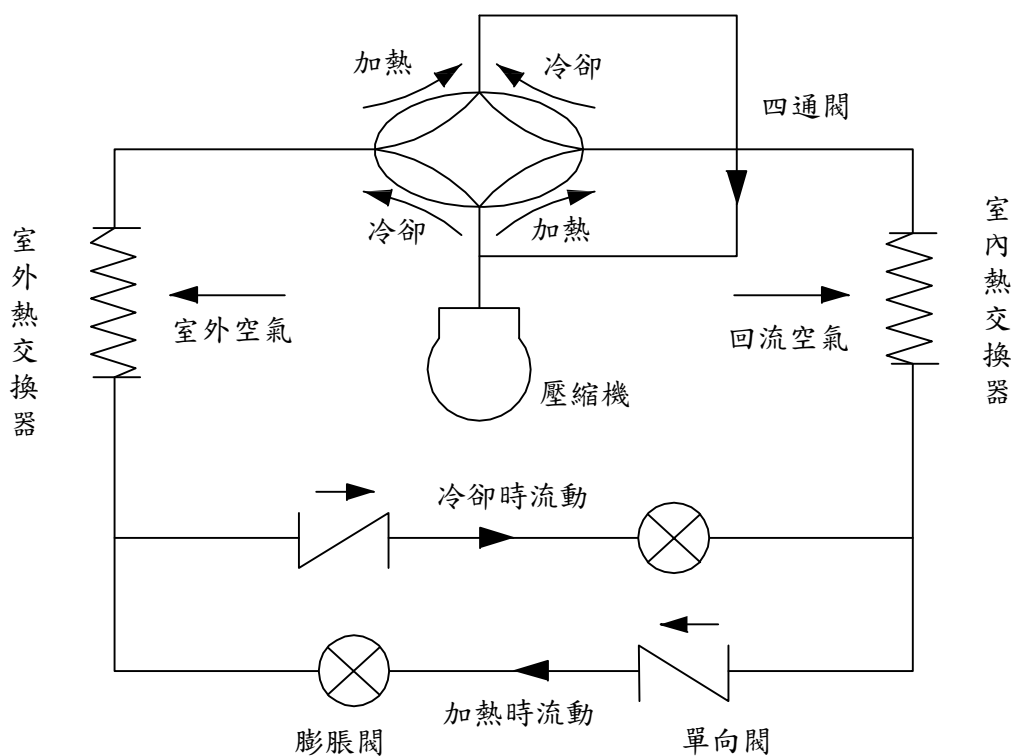 加熱
冷卻
四通閥
冷卻
加熱
室外熱交換器
室外空氣
回流空氣
室內熱交換器
壓縮機
冷卻時流動
加熱時流動
膨脹閥
單向閥